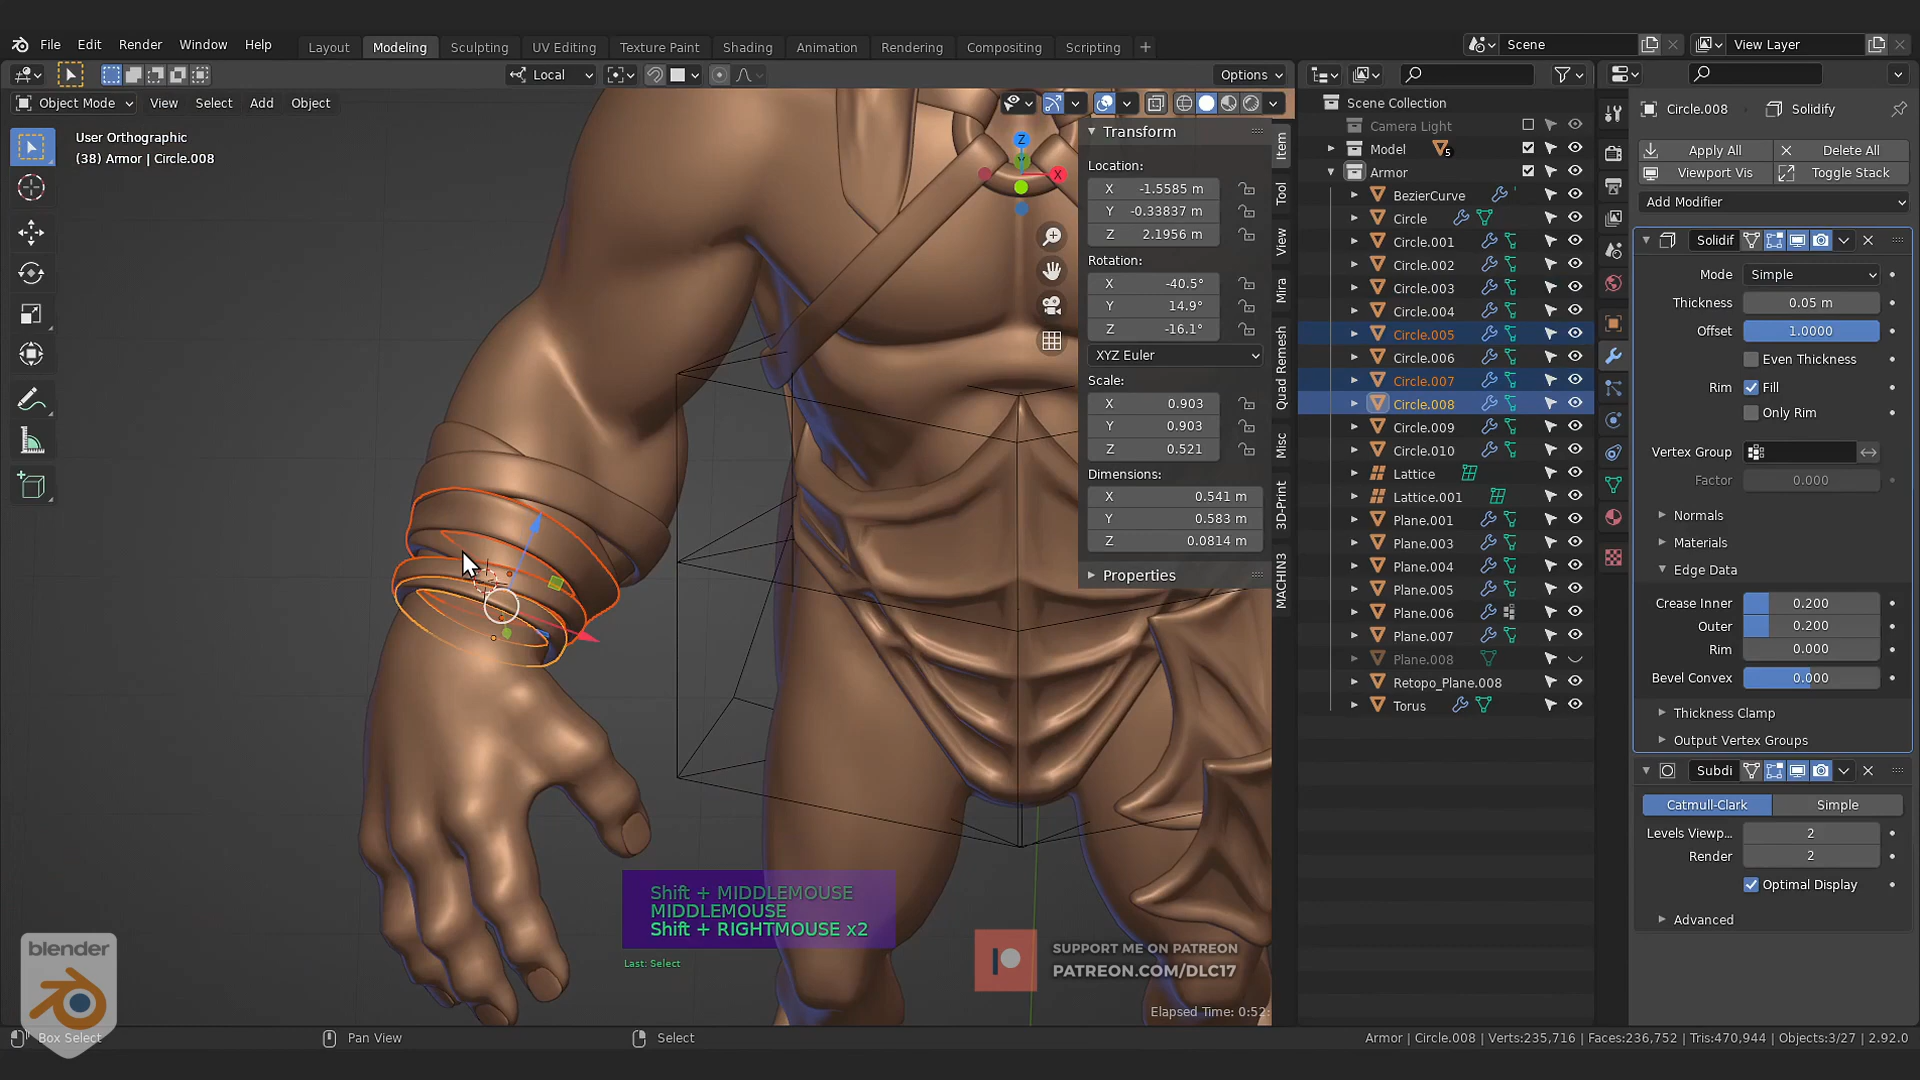 File Edit Render Window Help Layout Modeling Sculpting UV Editing Texture Paint Shading Animation Rendering Compositing Scripting + Scene View Layer
Local Options
Object Mode View Select Add Object
User Orthographic
(38) Armor | Circle.008
Z
X
Transform
Location:
X -1.5585 m
Y -0.33837 m
Z 2.1956 m
Rotation:
X -40.5°
Y 14.9°
Z -16.1°
XYZ Euler
Scale:
X 0.903
Y 0.903
Z 0.521
Dimensions:
X 0.541 m
Y 0.583 m
Z 0.0814 m
Properties
Item
Tool
View
Mira
Quad Remesh
Misc
3D-Print
MACHIN3
Scene Collection
Camera Light
Model 5
Armor
BezierCurve
Circle
Circle.001
Circle.002
Circle.003
Circle.004
Circle.005
Circle.006
Circle.007
Circle.008
Circle.009
Circle.010
Lattice
Lattice.001
Plane.001
Plane.003
Plane.004
Plane.005
Plane.006
Plane.007
Plane.008
Retopo_Plane.008
Torus
Circle.008 Solidify
Apply All Delete All
Viewport Vis Toggle Stack
Add Modifier
Solidif
Mode Simple
Thickness 0.05 m
Offset 1.0000
Even Thickness
Rim Fill
Only Rim
Vertex Group
Factor 0.000
Normals
Materials
Edge Data
Crease Inner 0.200
Outer 0.200
Rim 0.000
Bevel Convex 0.000
Thickness Clamp
Output Vertex Groups
Subdi
Catmull-Clark Simple
Levels Viewp... 2
Render 2
Optimal Display
Advanced
Shift + MIDDLEMOUSE
MIDDLEMOUSE
Shift + RIGHTMOUSE x2
Last: Select
SUPPORT ME ON PATREON
PATREON.COM/DLC17
Elapsed Time: 0:52:
blender
Box Select Pan View Select Armor | Circle.008 | Verts:235,716 | Faces:236,752 | Tris:470,944 | Objects:3/27 | 2.92.0